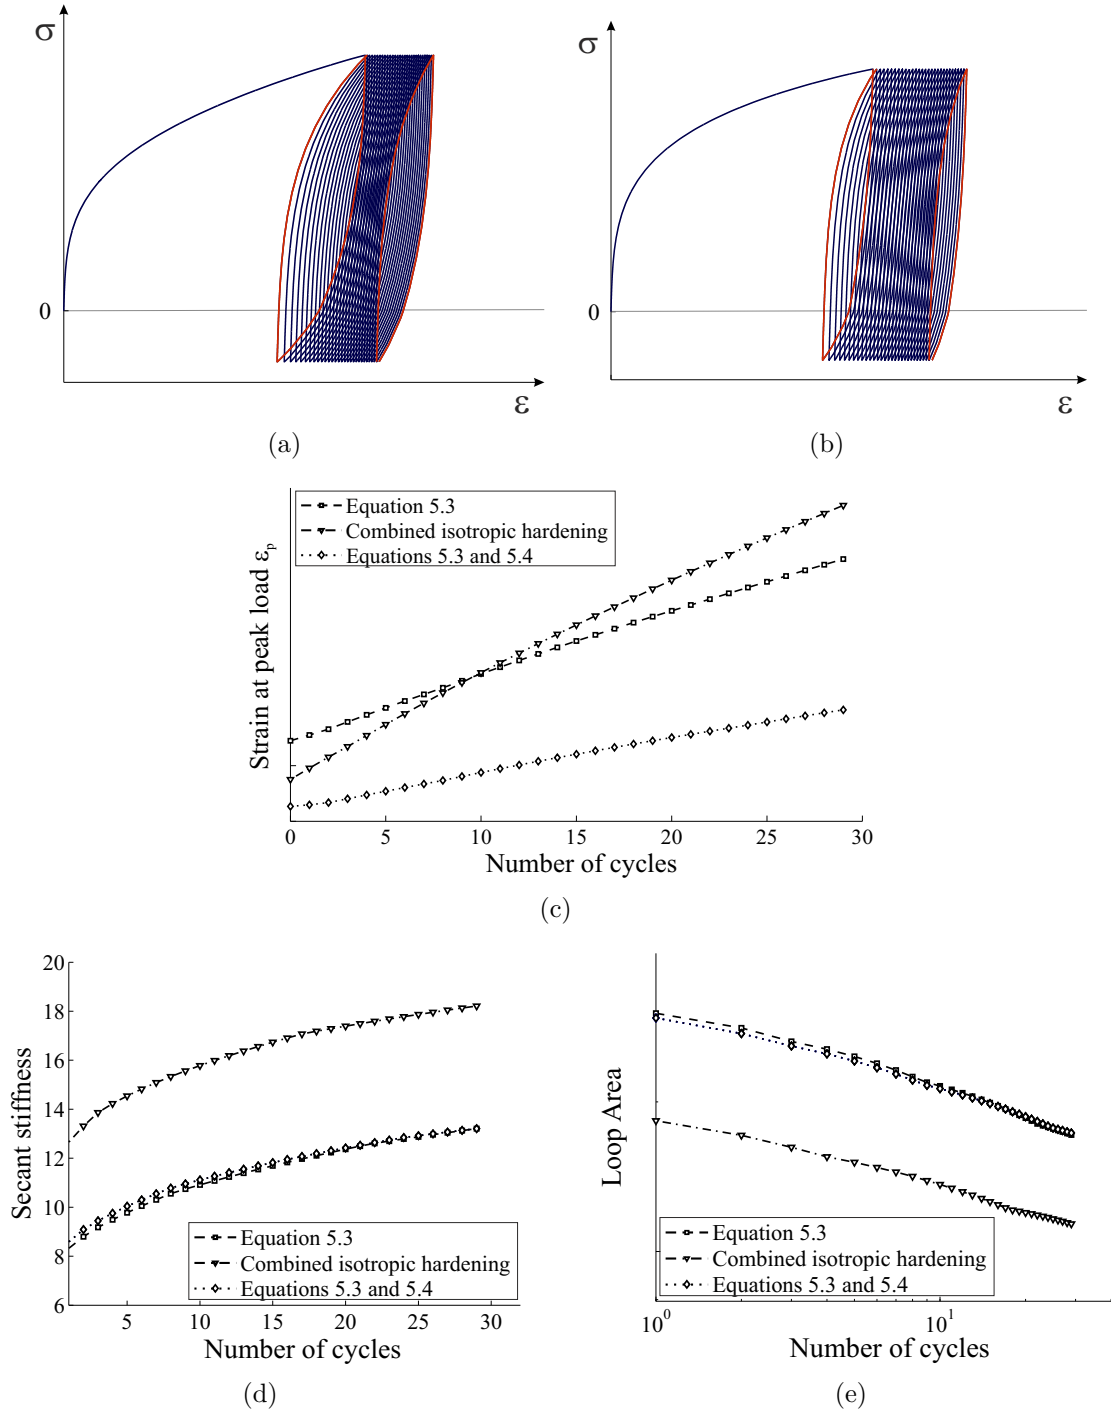 σ
0
ε
(a)
σ
0
ε
(b)
Equation 5.3
Combined isotropic hardening
Equations 5.3 and 5.4
Strain at peak load εp
0 5 10 15 20 25 30
Number of cycles
(c)
20
18
16
14
12
10
8
6
Secant stiffness
Equation 5.3
Combined isotropic hardening
Equations 5.3 and 5.4
5 10 15 20 25 30
Number of cycles
(d)
Loop Area
Equation 5.3
Combined isotropic hardening
Equations 5.3 and 5.4
10⁰ 10¹
Number of cycles
(e)